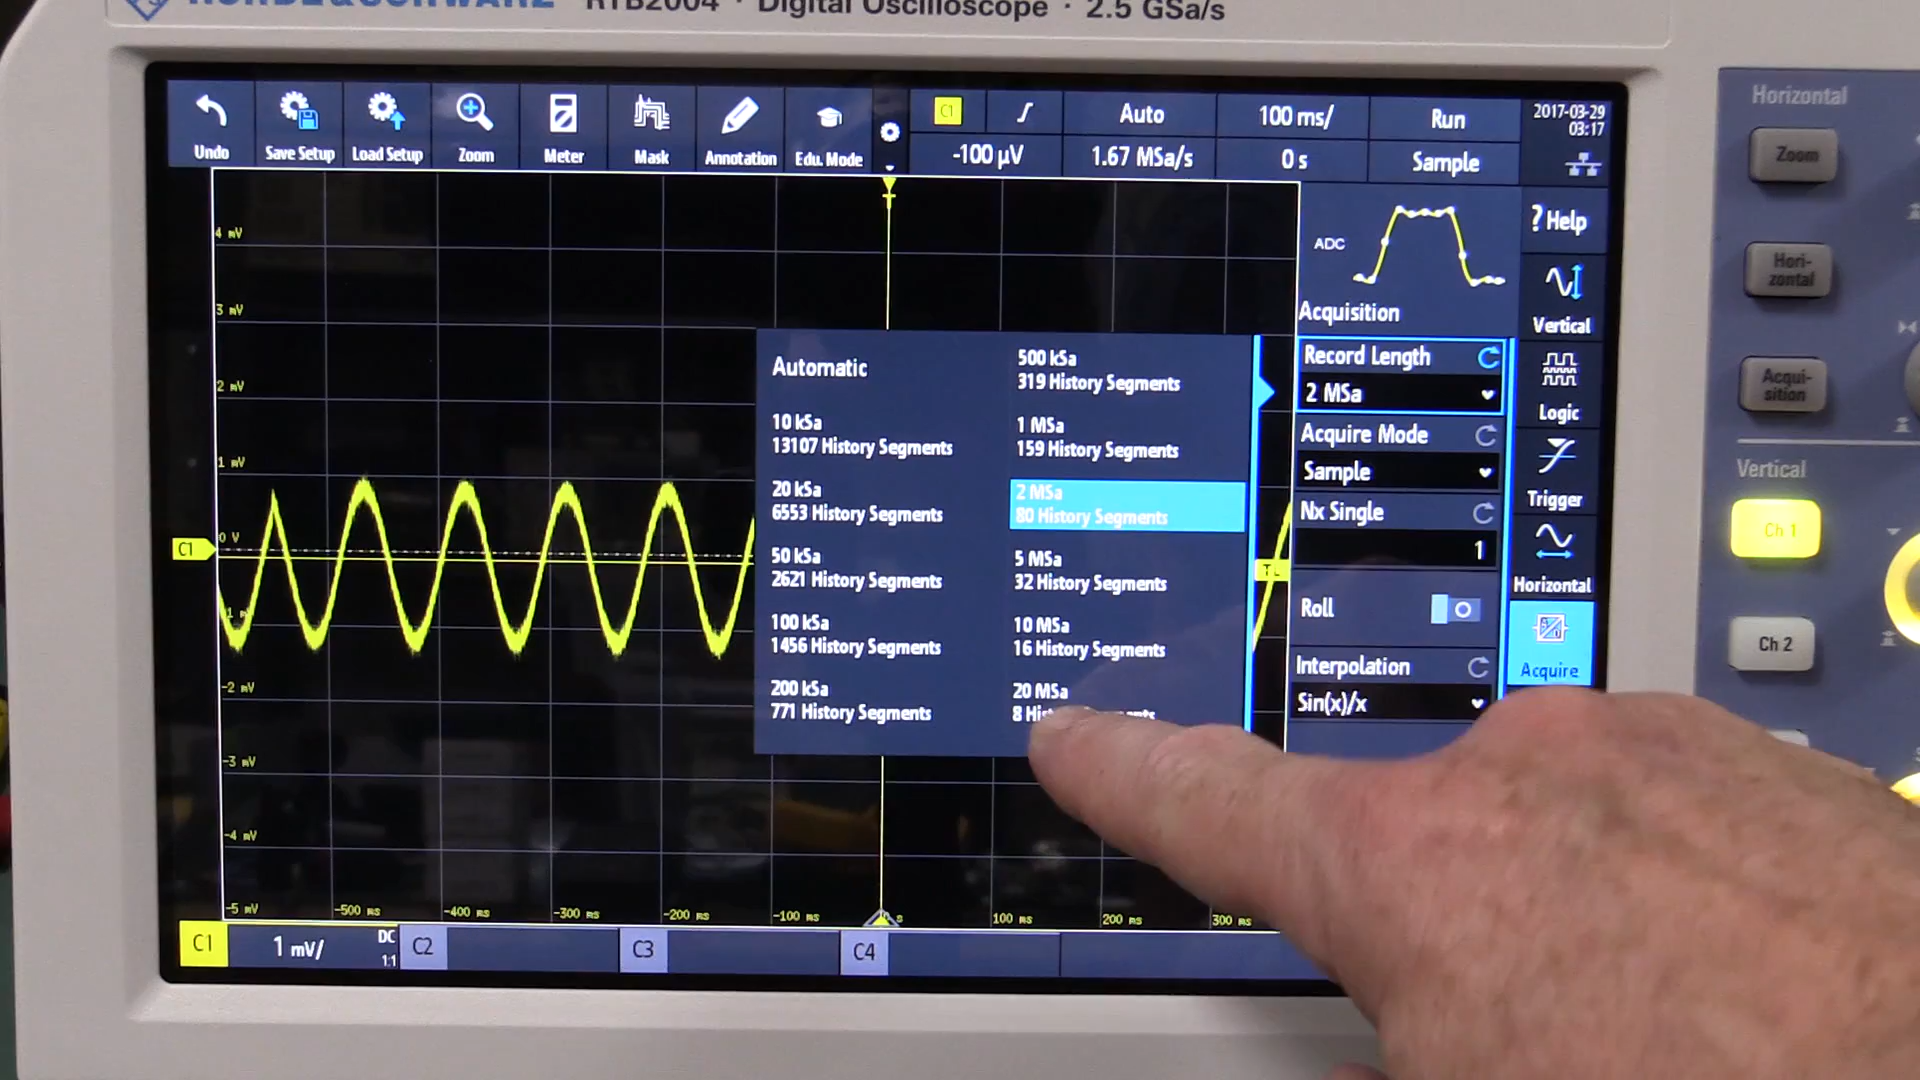 ROHDE&SCHWARZ RTB2004 · Digital Oscilloscope · 2.5 GSa/s
Undo
Save Setup
Load Setup
Zoom
Meter
Mask
Annotation
Edu. Mode
C1
Auto
100 ms/
Run
-100 µV
1.67 MSa/s
0 s
Sample
2017-03-29
03:17
T
4 mV
3 mV
2 mV
1 mV
0 V
-2 mV
-3 mV
-4 mV
-5 mV
C1
TL
Automatic
10 kSa
13107 History Segments
20 kSa
6553 History Segments
50 kSa
2621 History Segments
100 kSa
1456 History Segments
200 kSa
771 History Segments
500 kSa
319 History Segments
1 MSa
159 History Segments
2 MSa
80 History Segments
5 MSa
32 History Segments
10 MSa
16 History Segments
20 MSa
8
ADC
Acquisition
Record Length
2 MSa
Acquire Mode
Sample
Nx Single
1
Roll
Interpolation
Sin(x)/x
? Help
Vertical
Logic
Trigger
Horizontal
Acquire
-500 ms
-400 ms
-300 ms
-200 ms
-100 ms
100 ms
200 ms
300 ms
C1
1 mV/
DC
1:1
C2
C3
C4
Horizontal
Zoom
Hori-
zontal
Acqui-
sition
Vertical
Ch 1
Ch 2